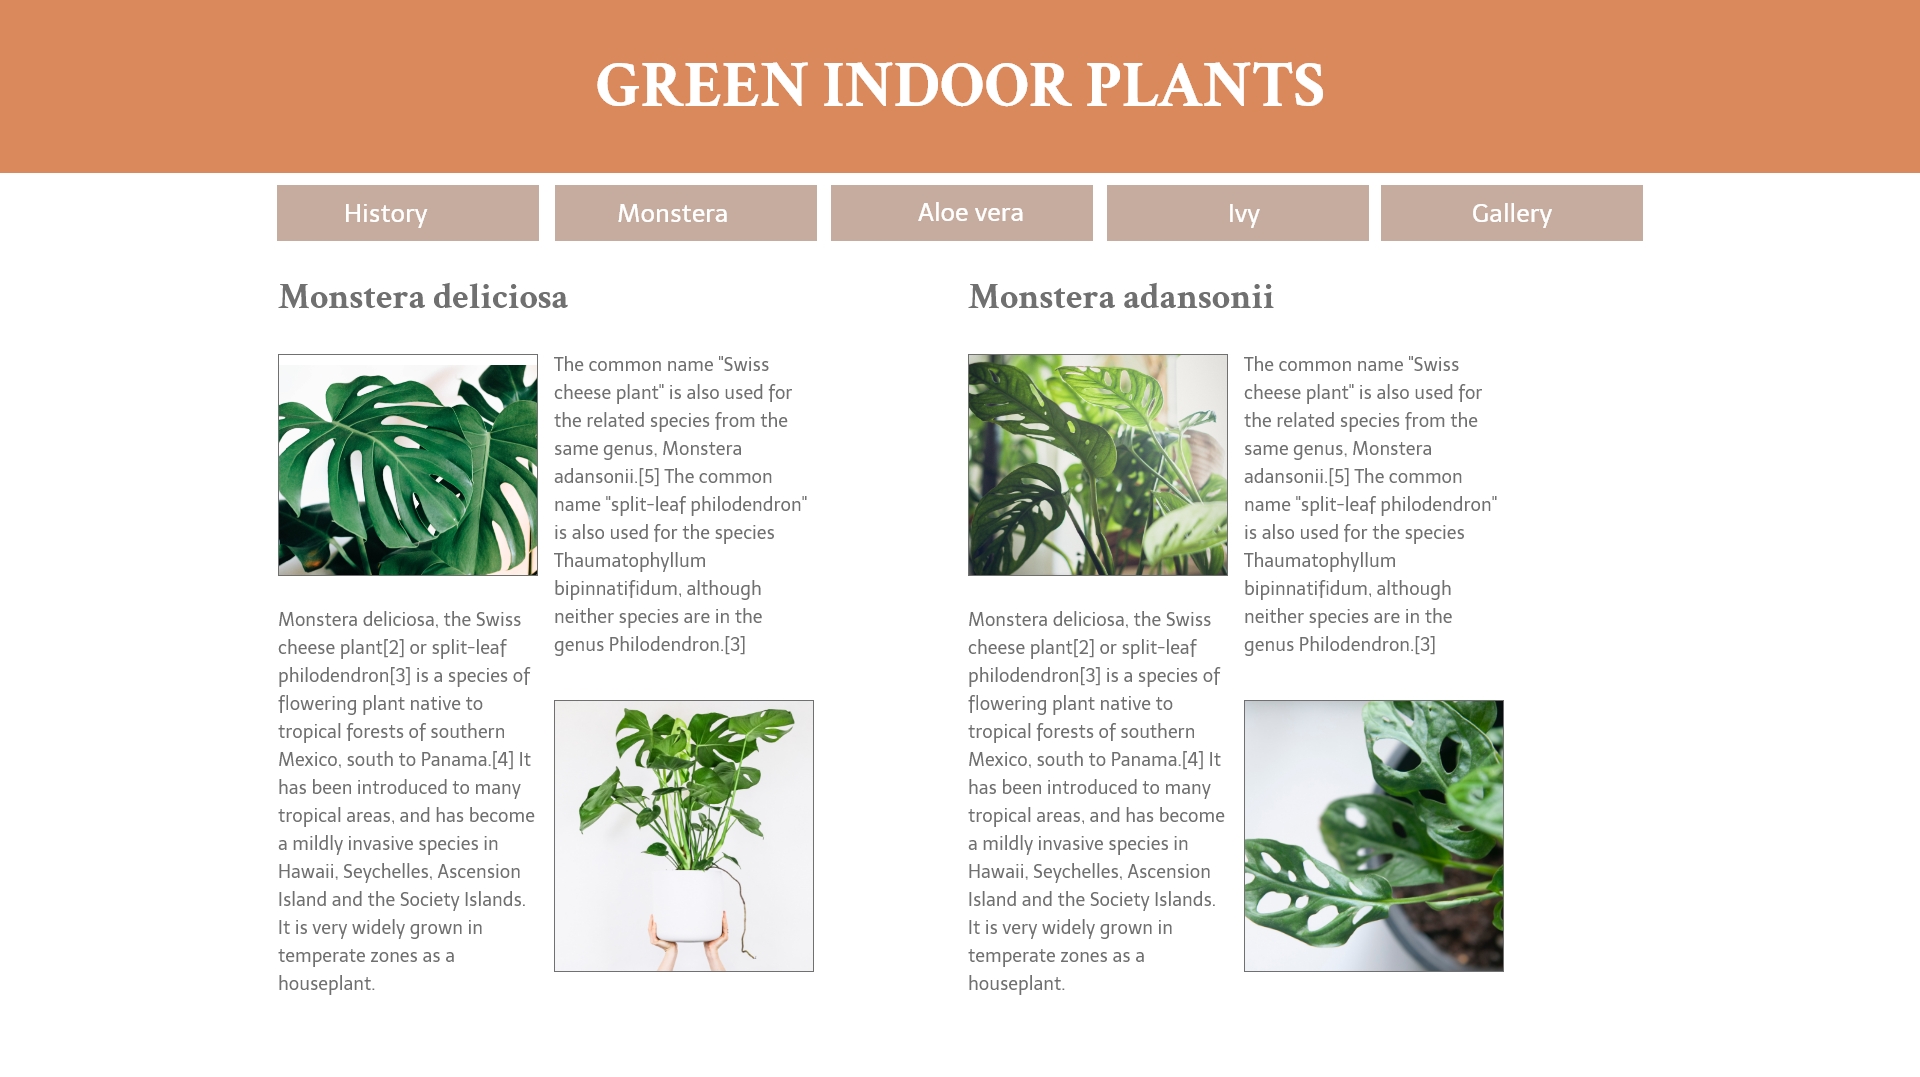 GREEN INDOOR PLANTS
History
Monstera
Aloe vera
Ivy
Gallery
Monstera deliciosa
The common name "Swiss
cheese plant" is also used for
the related species from the
same genus, Monstera
adansonii.[5] The common
name "split-leaf philodendron"
is also used for the species
Thaumatophyllum
bipinnatifidum, although
neither species are in the
genus Philodendron.[3]
Monstera deliciosa, the Swiss
cheese plant[2] or split-leaf
philodendron[3] is a species of
flowering plant native to
tropical forests of southern
Mexico, south to Panama.[4] It
has been introduced to many
tropical areas, and has become
a mildly invasive species in
Hawaii, Seychelles, Ascension
Island and the Society Islands.
It is very widely grown in
temperate zones as a
houseplant.
Monstera adansonii
The common name "Swiss
cheese plant" is also used for
the related species from the
same genus, Monstera
adansonii.[5] The common
name "split-leaf philodendron"
is also used for the species
Thaumatophyllum
bipinnatifidum, although
neither species are in the
genus Philodendron.[3]
Monstera deliciosa, the Swiss
cheese plant[2] or split-leaf
philodendron[3] is a species of
flowering plant native to
tropical forests of southern
Mexico, south to Panama.[4] It
has been introduced to many
tropical areas, and has become
a mildly invasive species in
Hawaii, Seychelles, Ascension
Island and the Society Islands.
It is very widely grown in
temperate zones as a
houseplant.